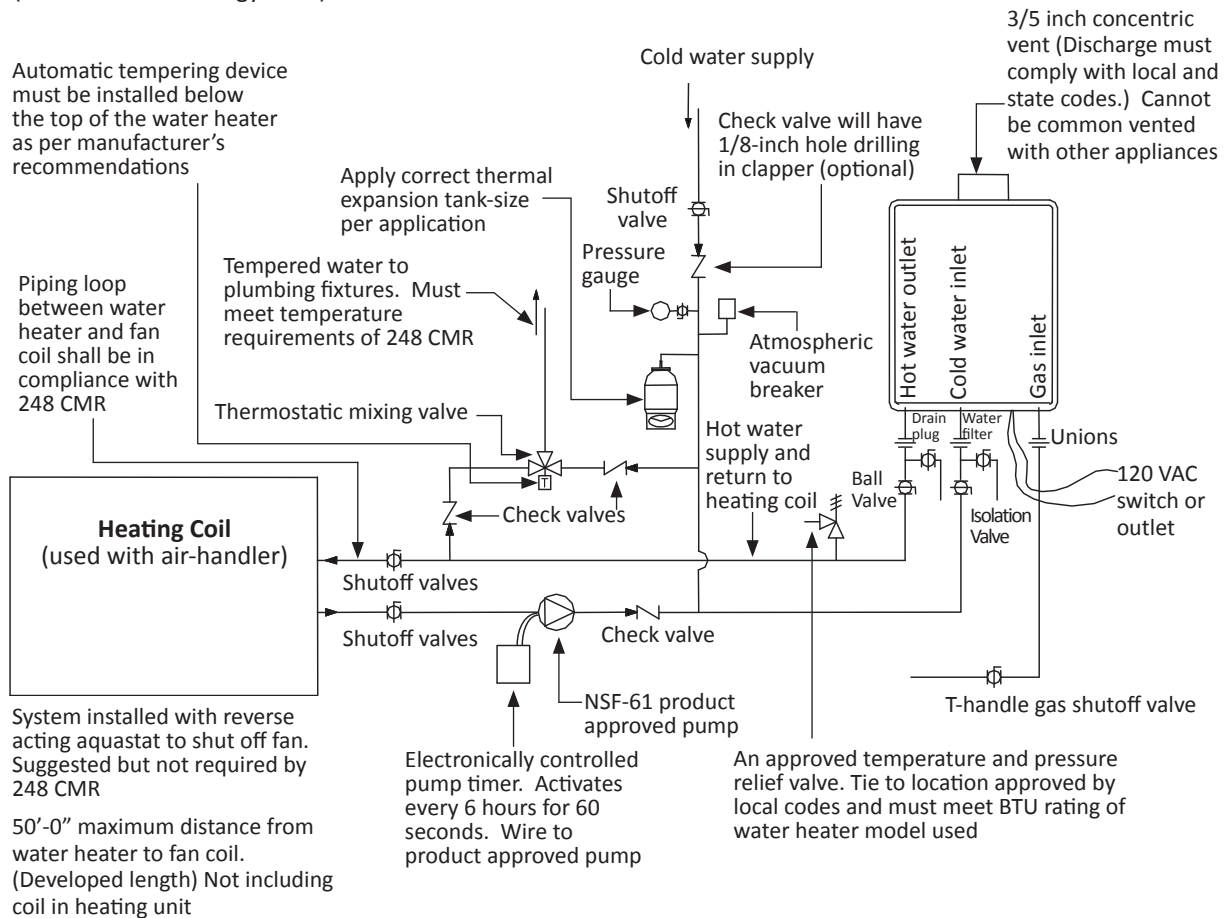 3/5 inch concentric
vent (Discharge must
comply with local and
state codes.) Cannot
be common vented
with other appliances
Cold water supply
Automatic tempering device
must be installed below
the top of the water heater
as per manufacturer's
recommendations
Check valve will have
1/8-inch hole drilling
in clapper (optional)
Apply correct thermal
expansion tank-size
per application
Shutoff
valve
Pressure
gauge
Tempered water to
plumbing fixtures. Must
meet temperature
requirements of 248 CMR
Piping loop
between water
heater and fan
coil shall be in
compliance with
248 CMR
Atmospheric
vacuum
breaker
Hot water outlet
Cold water inlet
Gas inlet
Thermostatic mixing valve
Hot water
supply and
return to
heating coil
Drain
plug
Water
filter
Unions
Ball
Valve
Isolation
Valve
120 VAC
switch or
outlet
T
Check valves
Heating Coil
(used with air-handler)
Shutoff valves
Shutoff valves
Check valve
NSF-61 product
approved pump
T-handle gas shutoff valve
System installed with reverse
acting aquastat to shut off fan.
Suggested but not required by
248 CMR
Electronically controlled
pump timer. Activates
every 6 hours for 60
seconds. Wire to
product approved pump
An approved temperature and pressure
relief valve. Tie to location approved by
local codes and must meet BTU rating of
water heater model used
50'-0" maximum distance from
water heater to fan coil.
(Developed length) Not including
coil in heating unit